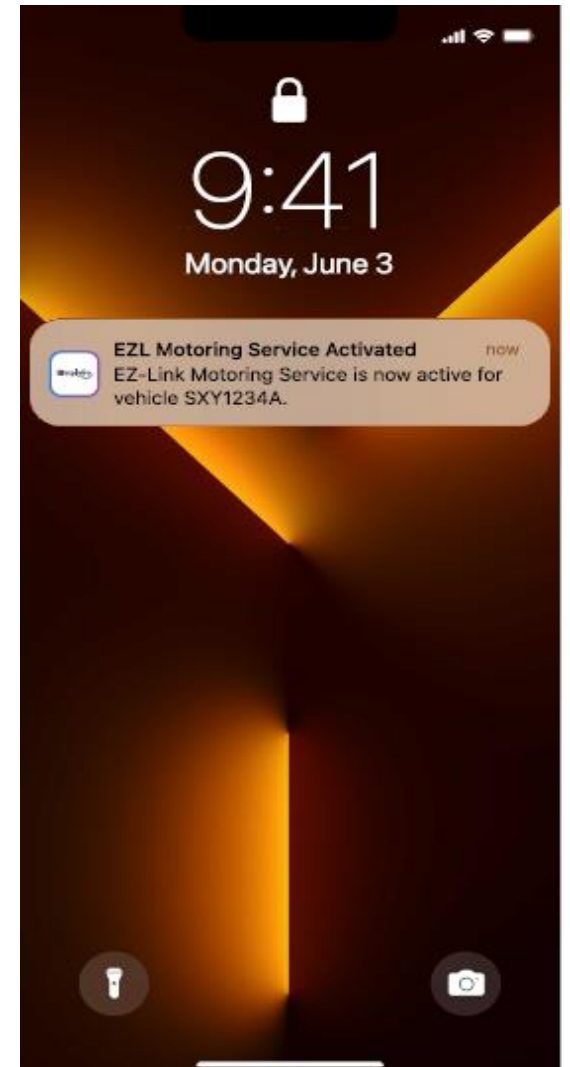 9:41
Monday, June 3
EZL Motoring Service Activated now
EZ-Link Motoring Service is now active for
vehicle SXY1234A.